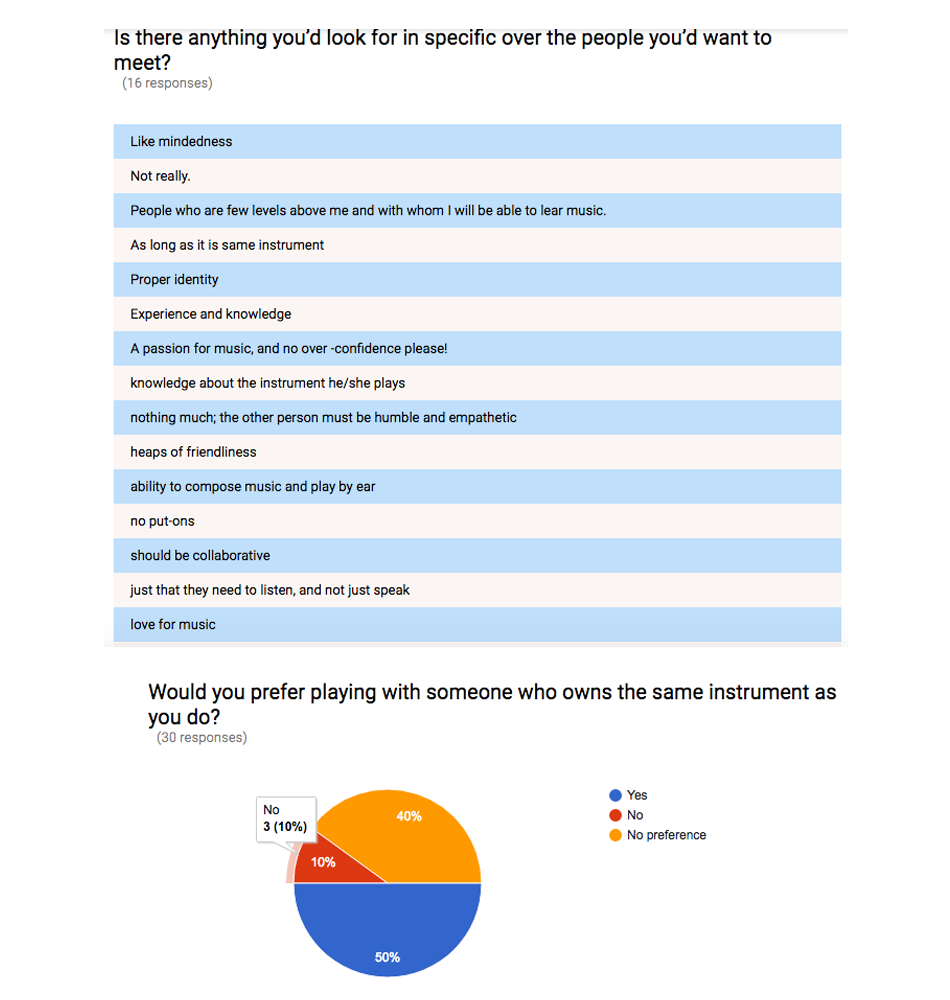 Is there anything you'd look for in specific over the people you'd want to
meet?
(16 responses)
Like mindedness
Not really.
People who are few levels above me and with whom I will be able to lear music.
As long as it is same instrument
Proper identity
Experience and knowledge
A passion for music, and no over -confidence please!
knowledge about the instrument he/she plays
nothing much; the other person must be humble and empathetic
heaps of friendliness
ability to compose music and play by ear
no put-ons
should be collaborative
just that they need to listen, and not just speak
love for music
Would you prefer playing with someone who owns the same instrument as
you do?
(30 responses)
No
3 (10%)
40%
10%
50%
Yes
No
No preference